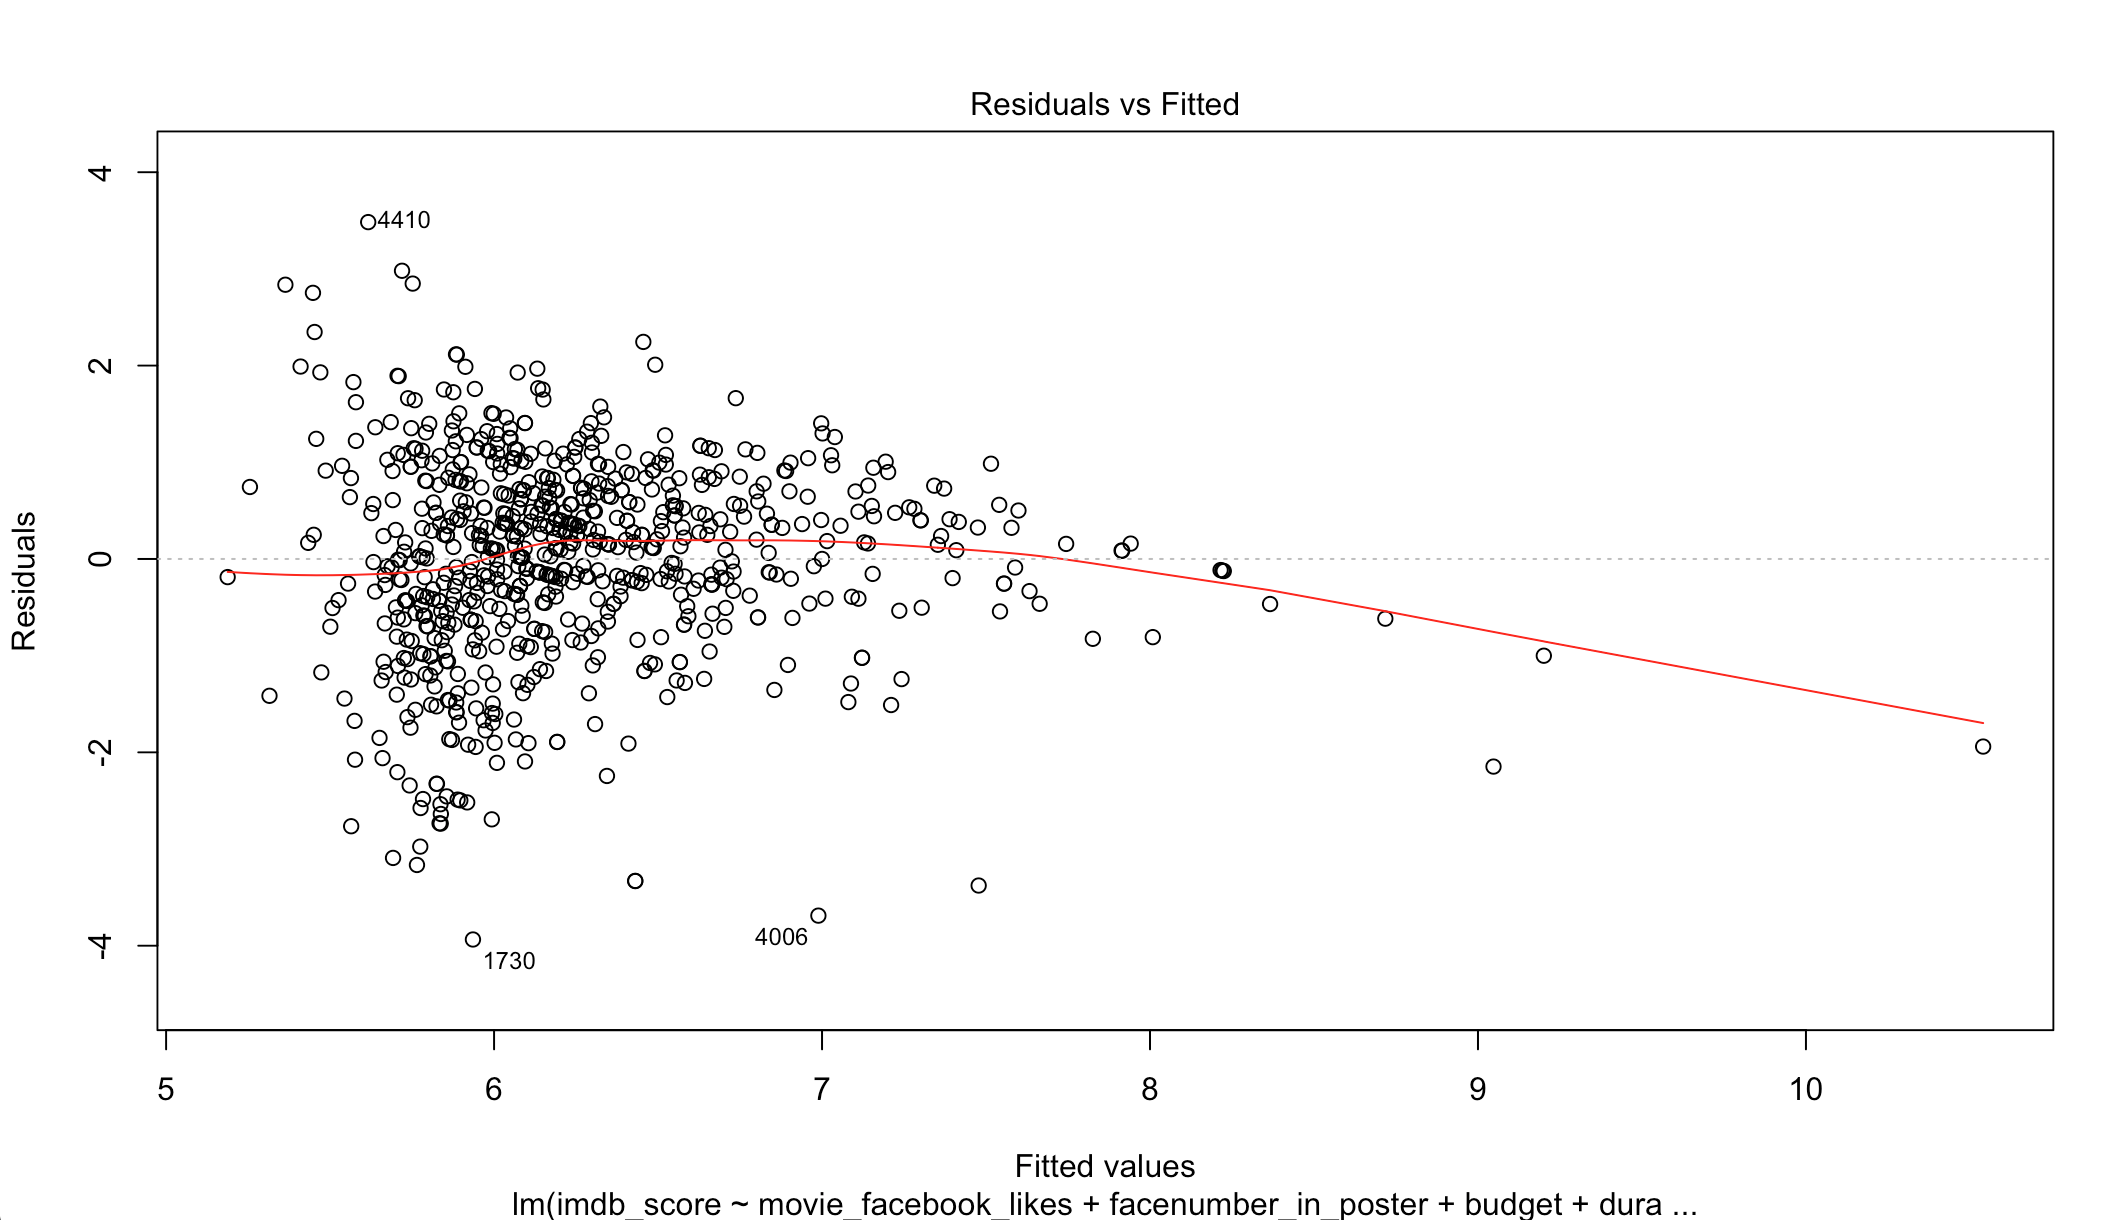 Residuals vs Fitted
4
4410
2
Residuals
0
-2
4006
-4
1730
5 6 7 8 9 10
Fitted values
lm(imdb_score ~ movie_facebook_likes + facenumber_in_poster + budget + dura ...